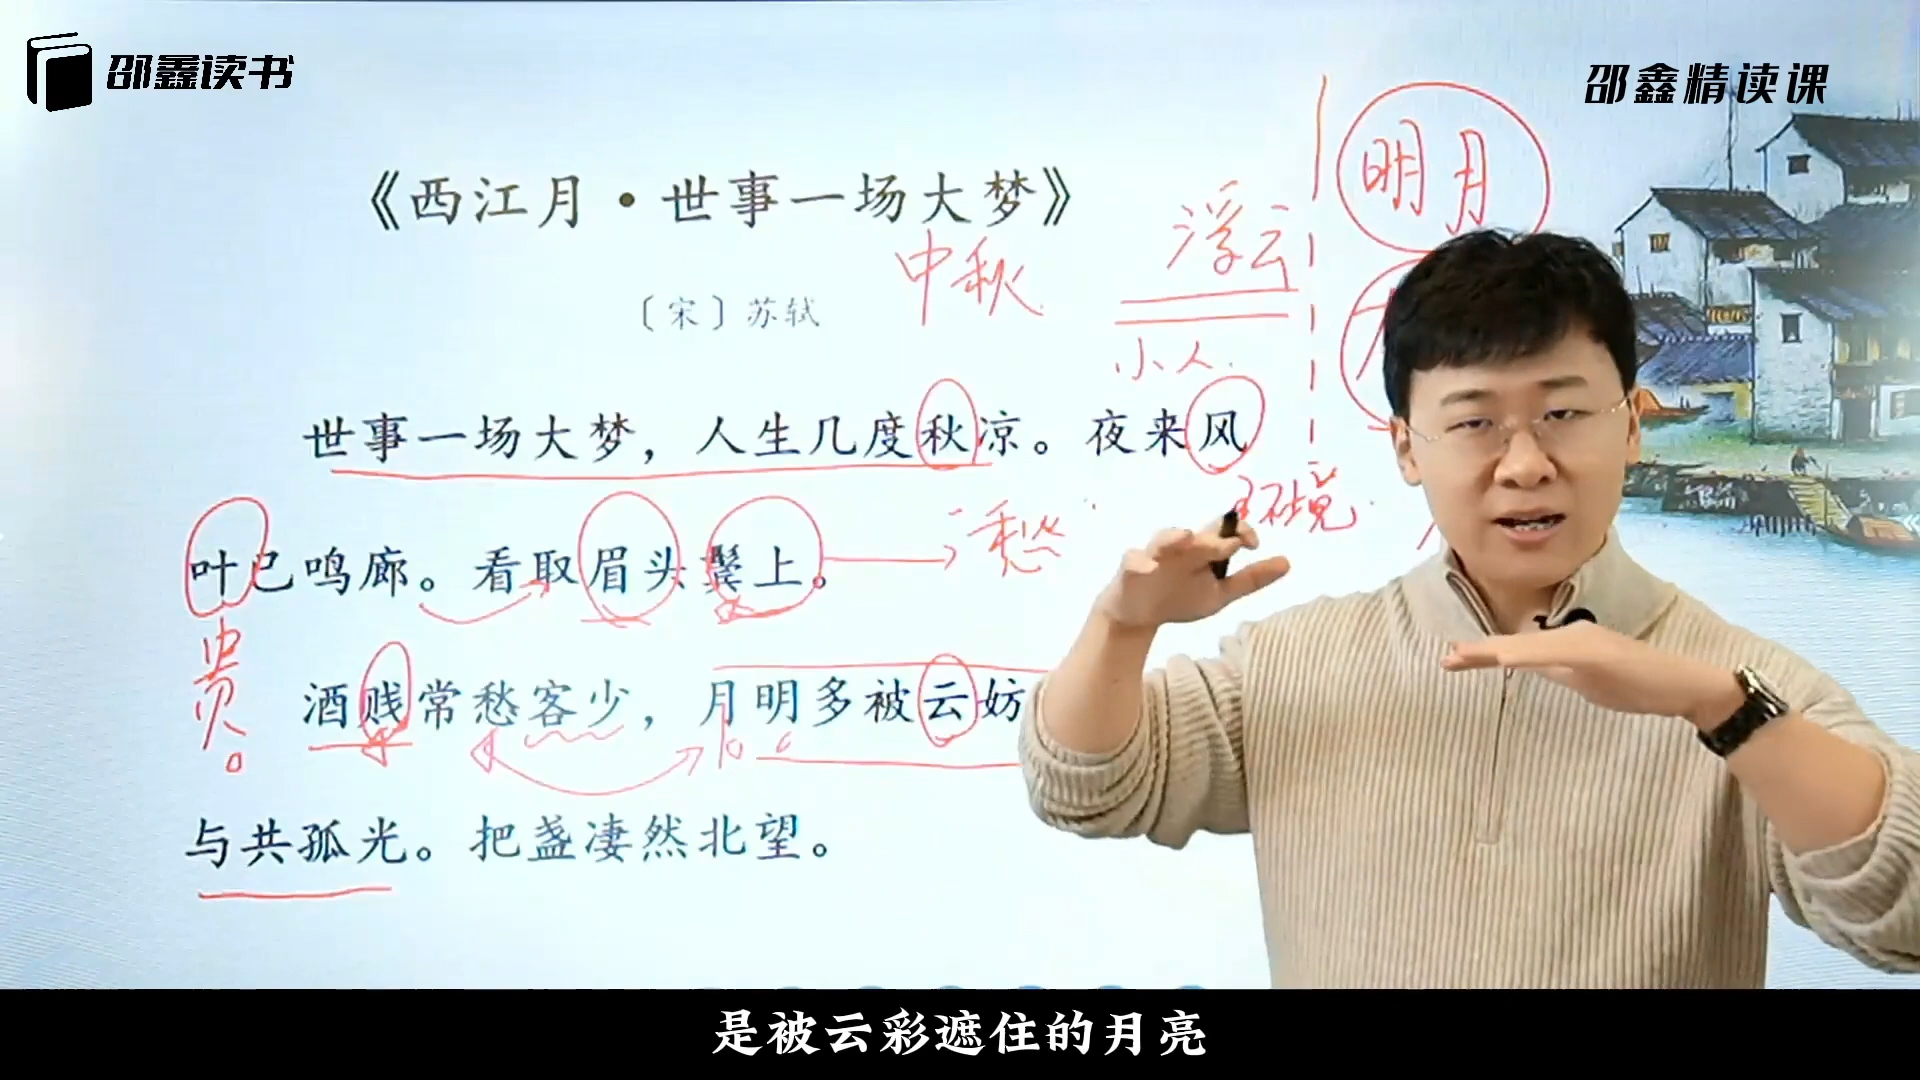 邵鑫读书
邵鑫精读课
明月
《西江月·世事一场大梦》
浮云
中秋
〔宋〕苏轼
小人
世事一场大梦，人生几度秋凉。夜来风
环境
叶已鸣廊。看取眉头鬓上。
愁
贵贝
酒贱常愁客少，月明多被云妨
与共孤光。把盏凄然北望。
是被云彩遮住的月亮